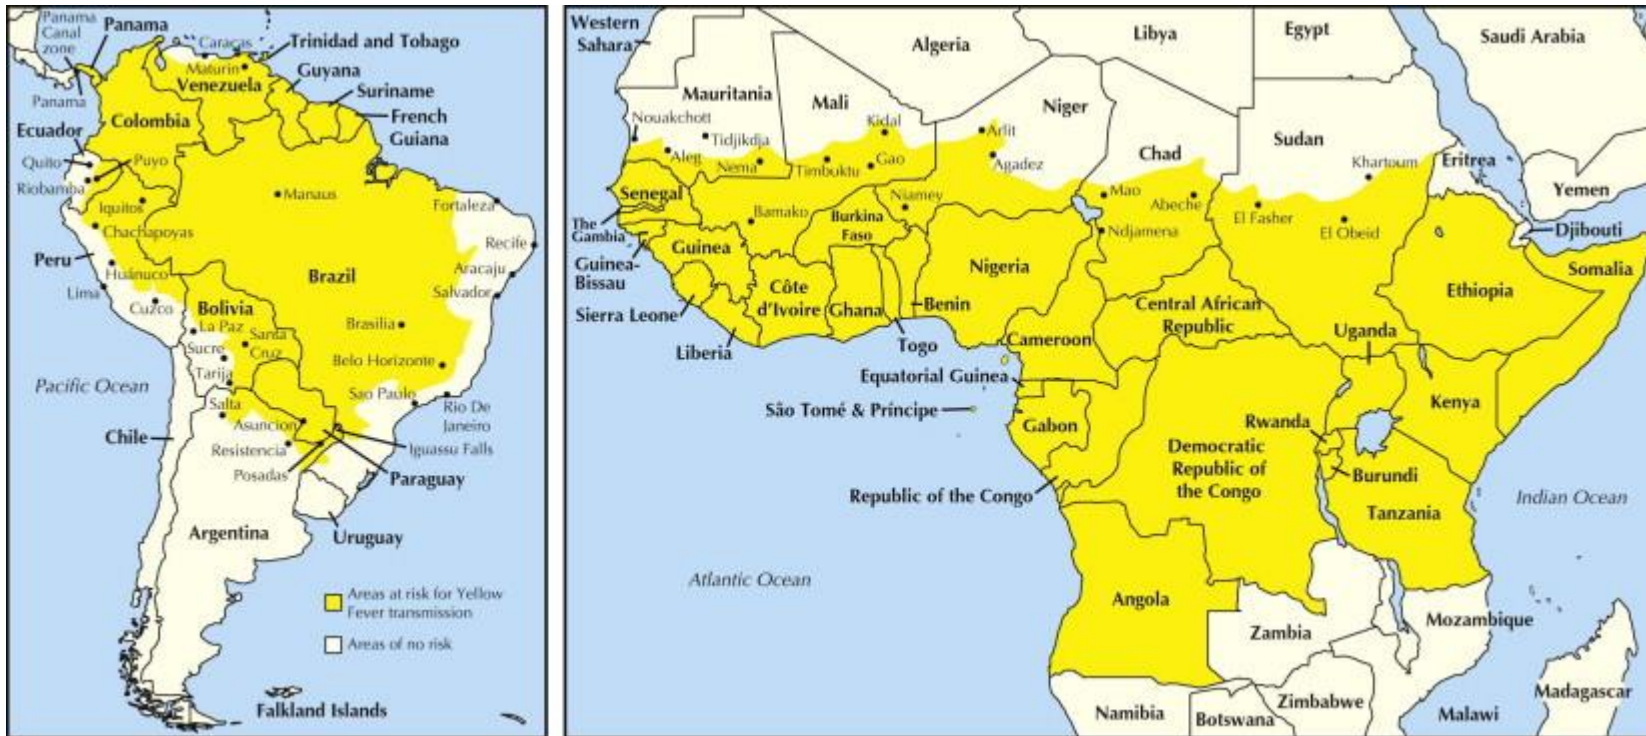 Panama
Canal
zone
Panama
Caracas
Trinidad and Tobago
Maturin
Venezuela
Guyana
Suriname
French
Guiana
Panama
Colombia
Ecuador
Quito
Puyo
Riobamba
Iquitos
Manaus
Fortaleza
Chachapoyas
Recife
Peru
Huánuco
Brazil
Aracaju
Lima
Cuzco
Bolivia
Salvador
La Paz
Santa
Cruz
Brasilia
Sucre
Belo Horizonte
Pacific Ocean
Tarija
Sao Paulo
Salta
Rio De
Janeiro
Asuncion
Chile
Resistencia
Iguassu Falls
Posadas
Paraguay
Argentina
Uruguay
Areas at risk for Yellow
Fever transmission
Areas of no risk
Falkland Islands
Western
Sahara
Algeria
Libya
Egypt
Saudi Arabia
Mauritania
Mali
Niger
Nouakchott
Tidjikdja
Kidal
Arlit
Chad
Sudan
Aleg
Nema
Timbuktu
Gao
Agadez
Khartoum
Eritrea
Yemen
Senegal
Niamey
Mao
Abeche
The
Gambia
Bamako
Burkina
Faso
Ndjamena
El Fasher
El Obeid
Djibouti
Guinea
Guinea-
Bissau
Nigeria
Somalia
Côte
d'Ivoire
Ghana
Benin
Central African
Republic
Ethiopia
Sierra Leone
Liberia
Togo
Cameroon
Uganda
Equatorial Guinea
São Tomé & Príncipe
Gabon
Rwanda
Kenya
Democratic
Republic of
the Congo
Burundi
Republic of the Congo
Tanzania
Indian Ocean
Atlantic Ocean
Angola
Zambia
Mozambique
Namibia
Botswana
Zimbabwe
Malawi
Madagascar